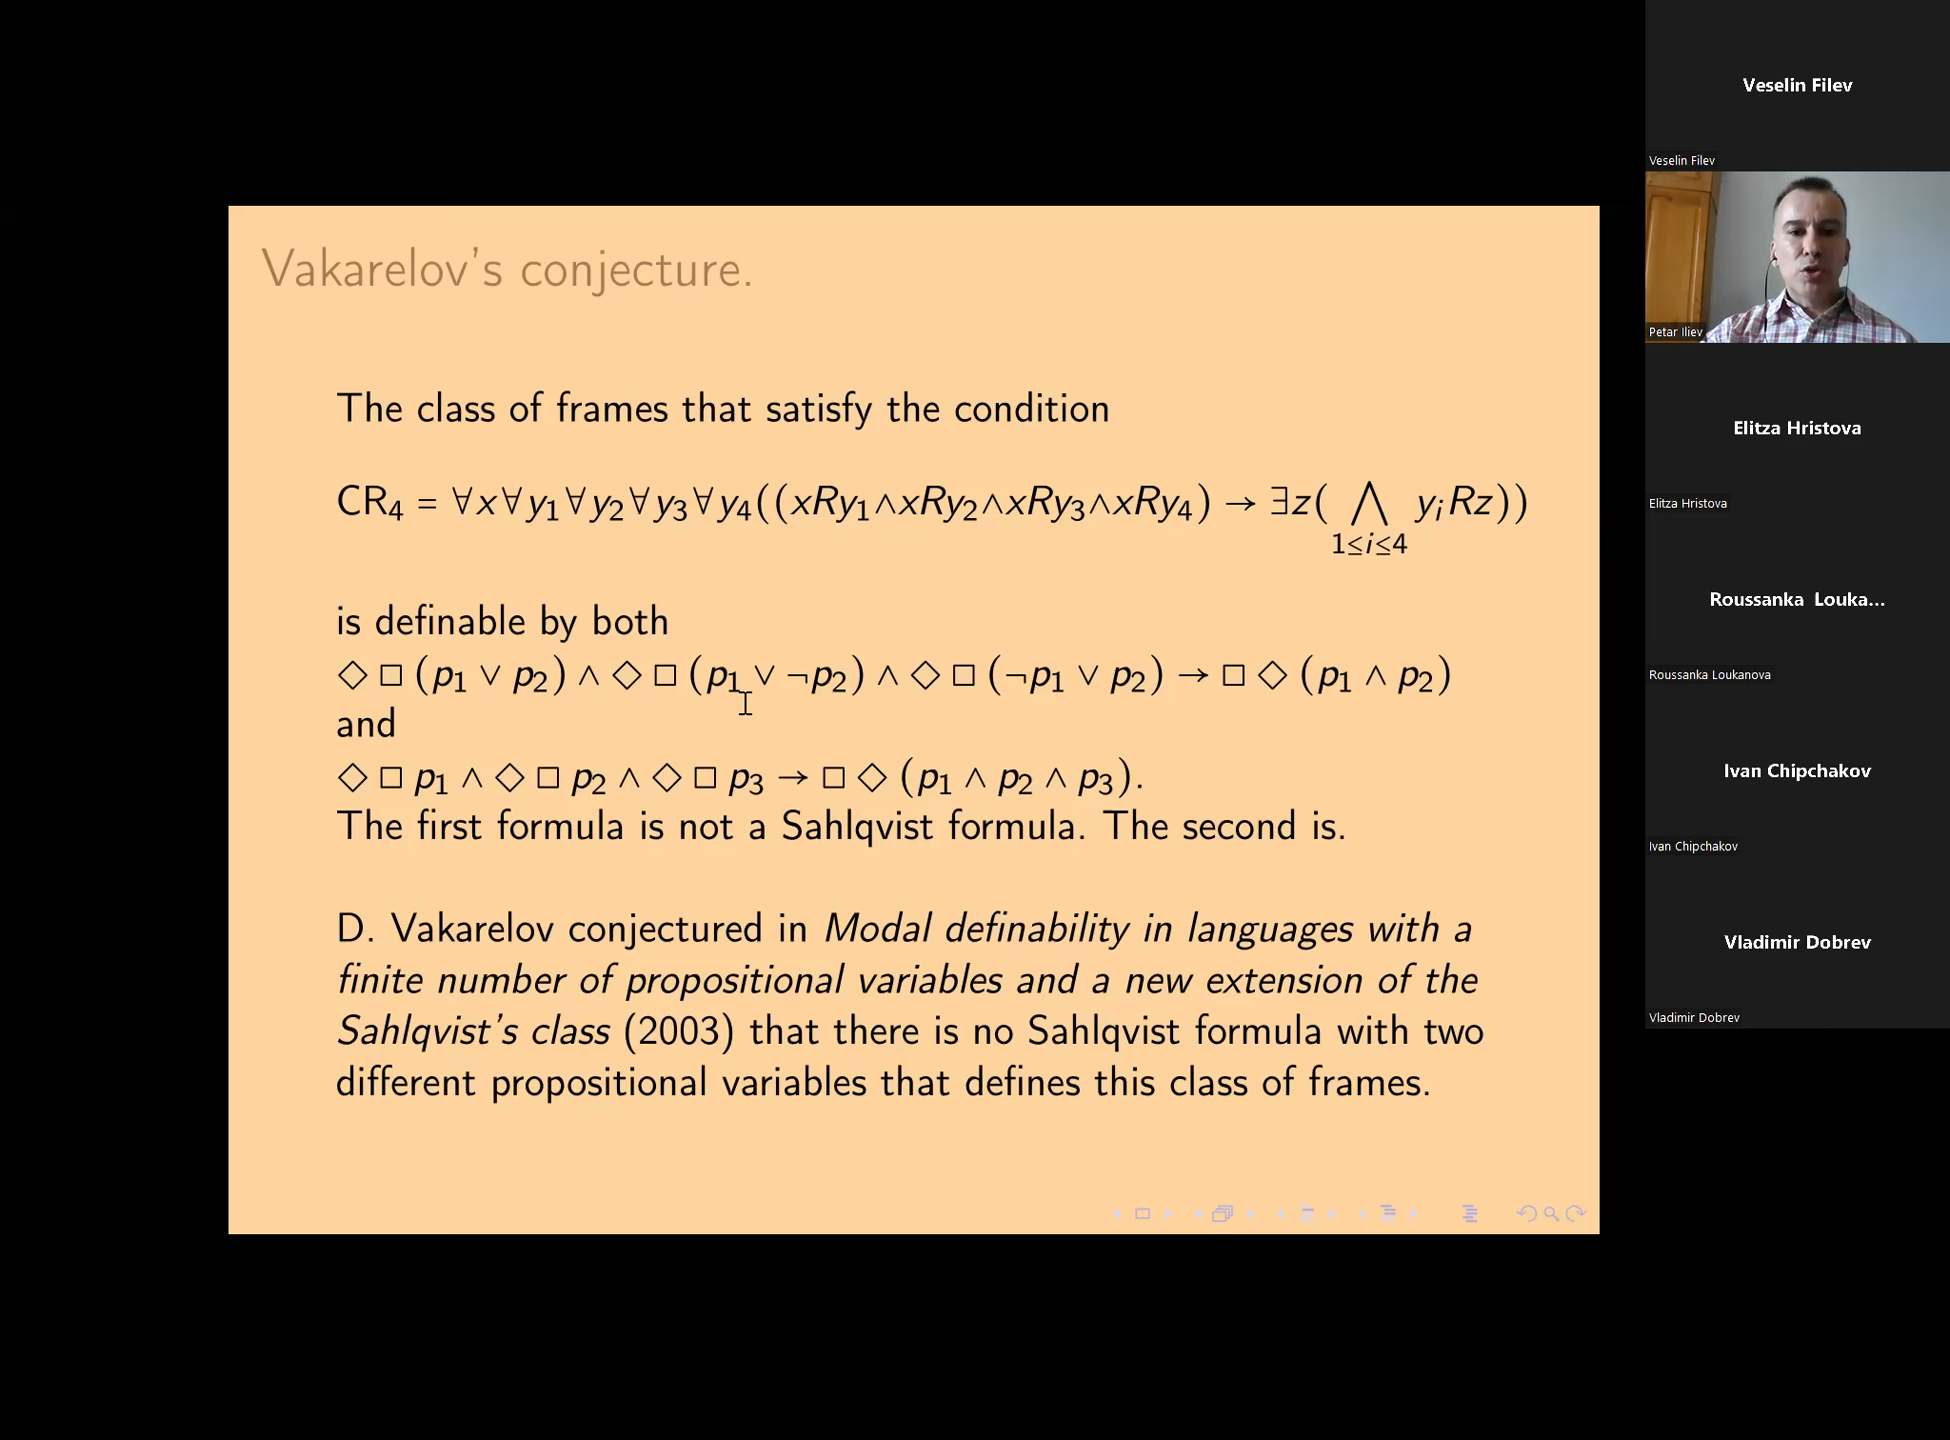 Vakarelov's conjecture.
The class of frames that satisfy the condition
CR₄ = ∀x∀y₁∀y₂∀y₃∀y₄((xRy₁∧xRy₂∧xRy₃∧xRy₄) → ∃z( ⋀ yᵢRz))
1≤i≤4
is definable by both
◇□(p₁ ∨ p₂) ∧ ◇□(p₁ ∨ ¬p₂) ∧ ◇□(¬p₁ ∨ p₂) → □◇(p₁ ∧ p₂)
and
◇□p₁ ∧ ◇□p₂ ∧ ◇□p₃ → □◇(p₁ ∧ p₂ ∧ p₃).
The first formula is not a Sahlqvist formula. The second is.
D. Vakarelov conjectured in Modal definability in languages with a
finite number of propositional variables and a new extension of the
Sahlqvist's class (2003) that there is no Sahlqvist formula with two
different propositional variables that defines this class of frames.
Veselin Filev
Veselin Filev
Petar Iliev
Elitza Hristova
Elitza Hristova
Roussanka Louka...
Roussanka Loukanova
Ivan Chipchakov
Ivan Chipchakov
Vladimir Dobrev
Vladimir Dobrev